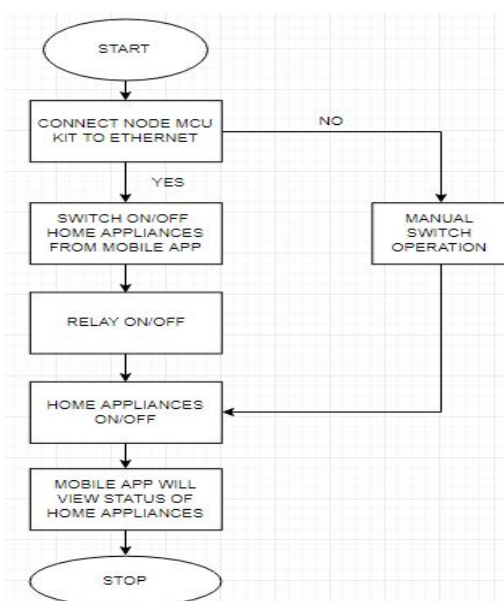 START
CONNECT NODE MCU
KIT TO ETHERNET
NO
YES
SWITCH ON/OFF
HOME APPLIANCES
FROM MOBILE APP
MANUAL
SWITCH
OPERATION
RELAY ON/OFF
HOME APPLIANCES
ON/OFF
MOBILE APP WILL
VIEW STATUS OF
HOME APPLIANCES
STOP